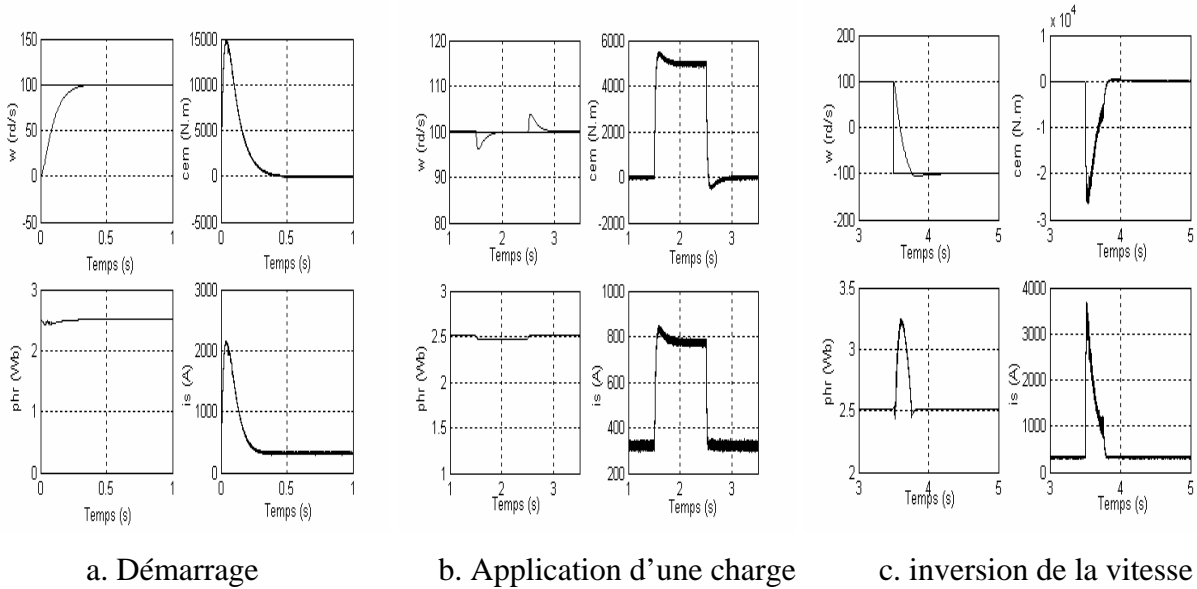 150
100
50
0
-50
w (rd/s)
0 0.5 1
Temps (s)
15000
10000
5000
0
5000
cem (N.m)
0 0.5 1
Temps (s)
3
2
1
0
phr (Wb)
0 0.5 1
Temps (s)
3000
2000
1000
0
is (A)
0 0.5 1
Temps (s)
120
110
100
90
80
w (rd/s)
1 2 3
Temps (s)
6000
4000
2000
0
-2000
cem (N.m)
1 2 3
Temps (s)
3
2.5
2
1.5
1
phr (Wb)
1 2 3
Temps (s)
1000
800
600
400
200
is (A)
1 2 3
Temps (s)
200
100
0
-100
-200
w (rd/s)
3 4 5
Temps (s)
x 10⁴
1
0
-1
-2
-3
cem (N.m)
3 4 5
Temps (s)
3.5
3
2.5
2
phr (Wb)
3 4 5
Temps (s)
4000
3000
2000
1000
0
is (A)
3 4 5
Temps (s)
a. Démarrage
b. Application d’une charge
c. inversion de la vitesse